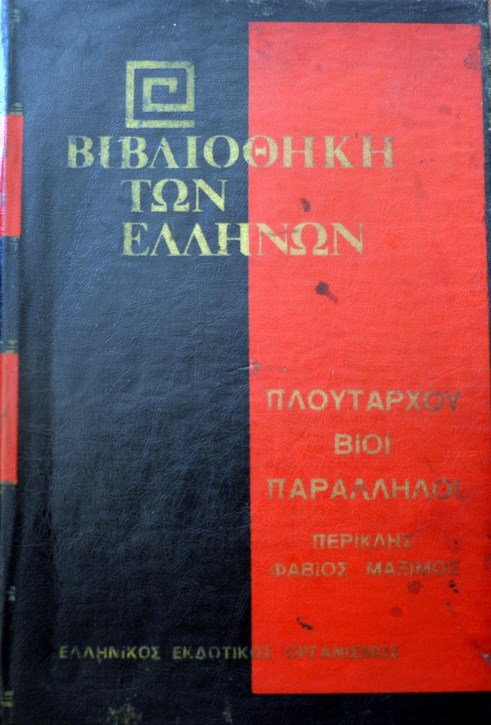 ΒΙΒΛΙΟΘΗΚΗ
ΤΩΝ
ΕΛΛΗΝΩΝ
ΠΛΟΥΤΑΡΧΟΥ
ΒΙΟΙ
ΠΑΡΑΛΛΗΛΟΙ
ΠΕΡΙΚΛΗΣ
ΦΑΒΙΟΣ ΜΑΞΙΜΟΣ
ΕΛΛΗΝΙΚΟΣ ΕΚΔΟΤΙΚΟΣ ΟΡΓΑΝΙΣΜΟΣ